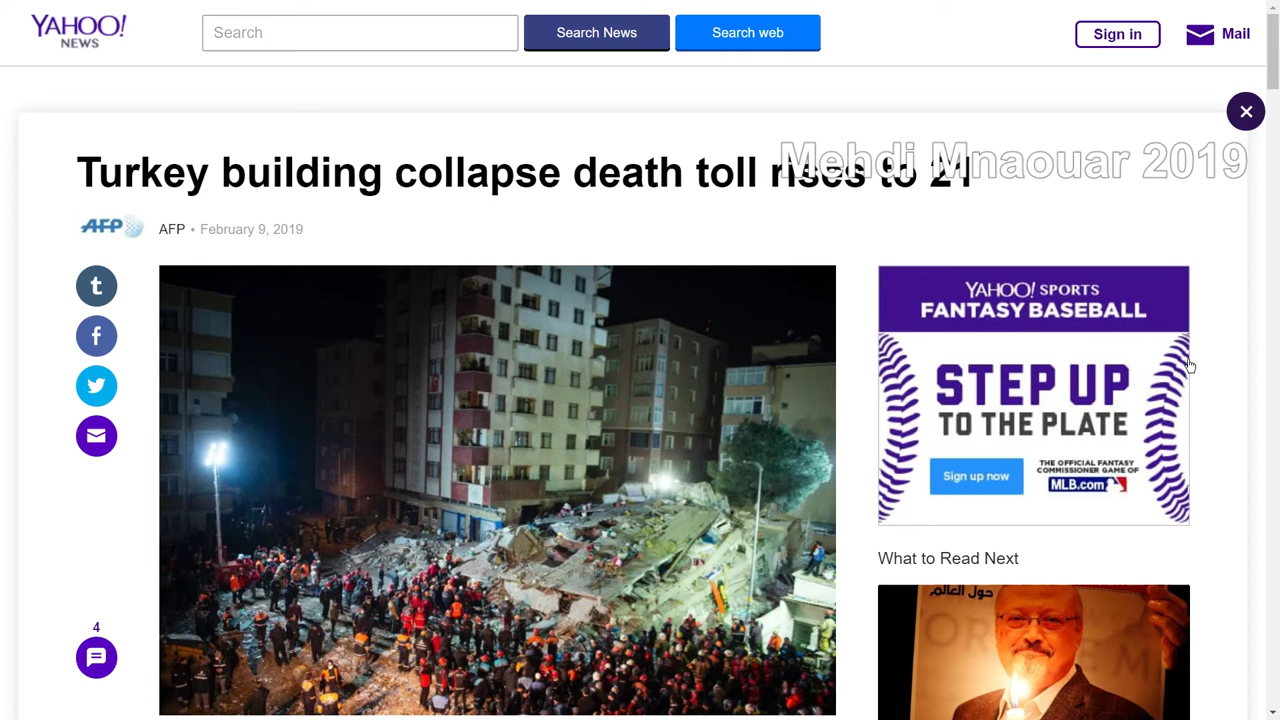 YAHOO!
NEWS
Search
Search News
Search web
Sign in
Mail
Mehdi Mnaouar 2019
Turkey building collapse death toll rises to 21
AFP
AFP • February 9, 2019
t
f
YAHOO! SPORTS
FANTASY BASEBALL
STEP UP
TO THE PLATE
Sign up now
THE OFFICIAL FANTASY
COMMISSIONER GAME OF
MLB.com
What to Read Next
حول العالم
4